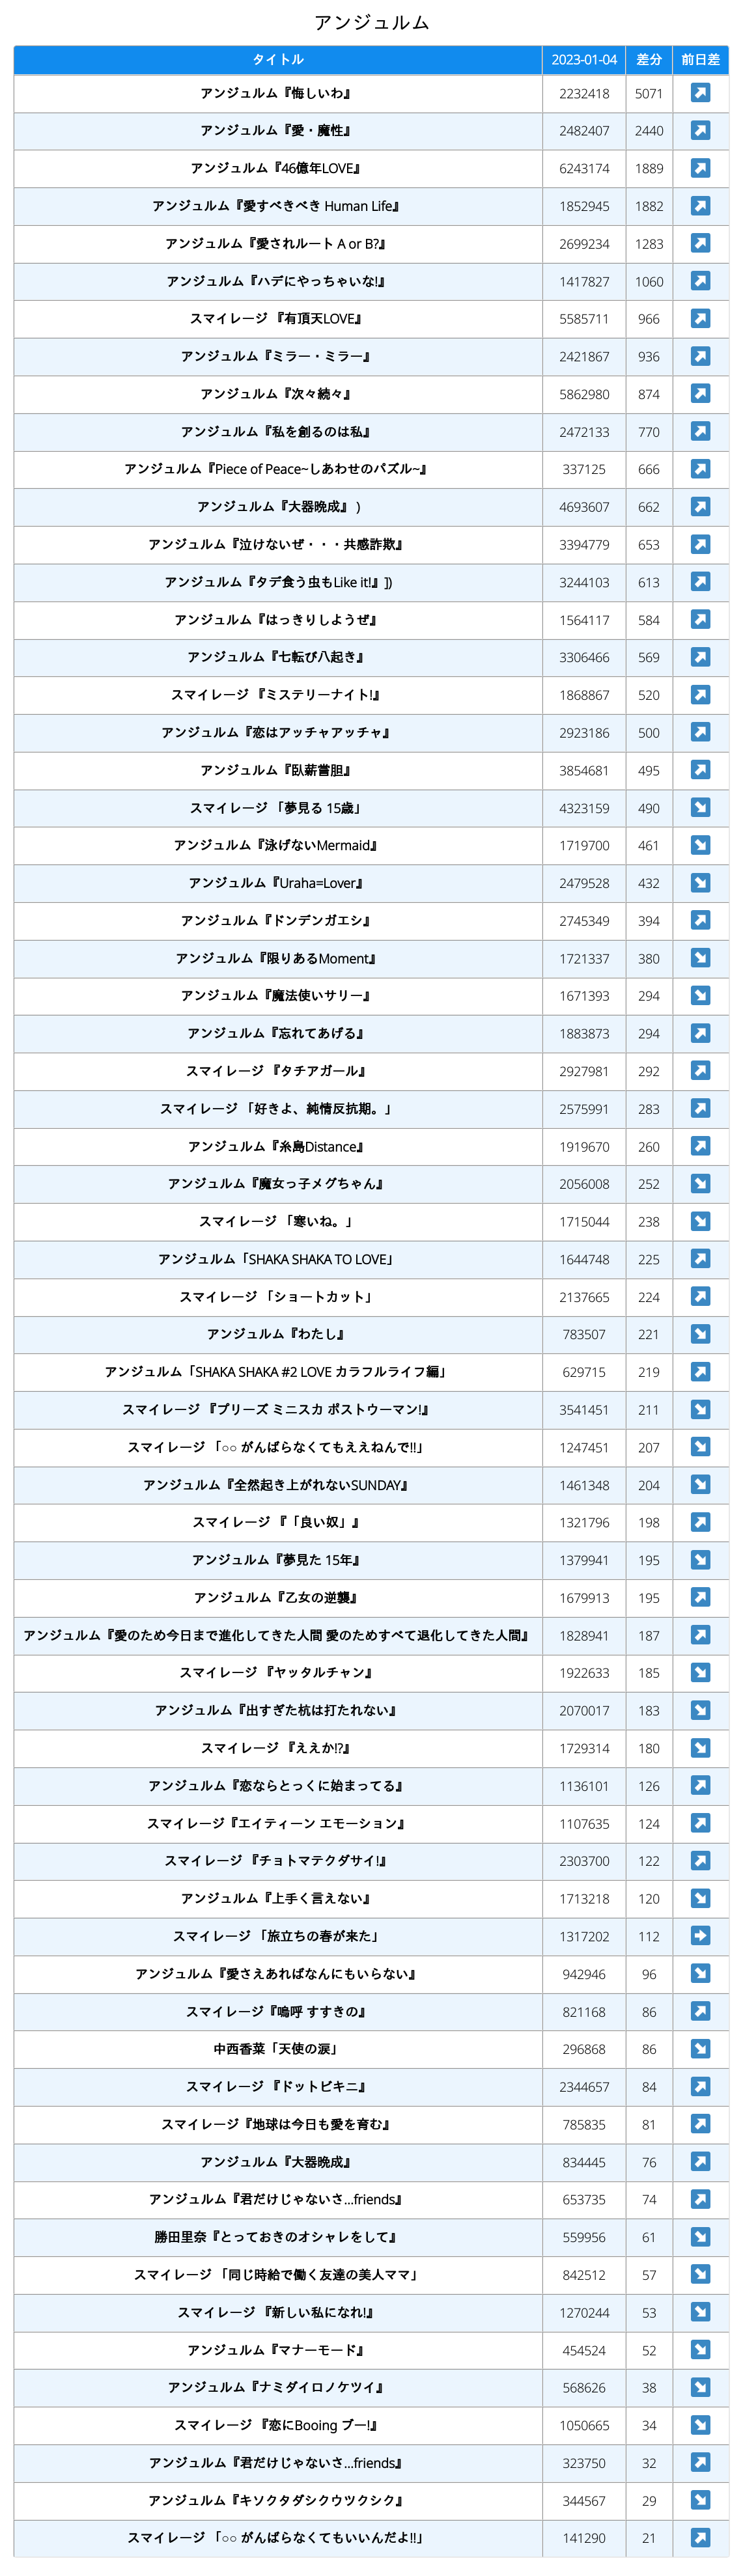 アンジュルム
タイトル 2023-01-04 差分 前日差
アンジュルム『悔しいわ』 2232418 5071 ↗
アンジュルム『愛・魔性』 2482407 2440 ↗
アンジュルム『46億年LOVE』 6243174 1889 ↗
アンジュルム『愛すべきべき Human Life』 1852945 1882 ↗
アンジュルム『愛されルート A or B?』 2699234 1283 ↗
アンジュルム『ハデにやっちゃいな!』 1417827 1060 ↗
スマイレージ 『有頂天LOVE』 5585711 966 ↗
アンジュルム『ミラー・ミラー』 2421867 936 ↗
アンジュルム『次々続々』 5862980 874 ↗
アンジュルム『私を創るのは私』 2472133 770 ↗
アンジュルム『Piece of Peace~しあわせのパズル~』 337125 666 ↗
アンジュルム『大器晩成』 ) 4693607 662 ↗
アンジュルム『泣けないぜ・・・共感詐欺』 3394779 653 ↗
アンジュルム『タデ食う虫もLike it!』]) 3244103 613 ↗
アンジュルム『はっきりしようぜ』 1564117 584 ↗
アンジュルム『七転び八起き』 3306466 569 ↗
スマイレージ 『ミステリーナイト!』 1868867 520 ↗
アンジュルム『恋はアッチャアッチャ』 2923186 500 ↗
アンジュルム『臥薪嘗胆』 3854681 495 ↗
スマイレージ 「夢見る 15歳」 4323159 490 ↘
アンジュルム『泳げないMermaid』 1719700 461 ↘
アンジュルム『Uraha=Lover』 2479528 432 ↘
アンジュルム『ドンデンガエシ』 2745349 394 ↗
アンジュルム『限りあるMoment』 1721337 380 ↘
アンジュルム『魔法使いサリー』 1671393 294 ↘
アンジュルム『忘れてあげる』 1883873 294 ↗
スマイレージ 『タチアガール』 2927981 292 ↗
スマイレージ 「好きよ、純情反抗期。」 2575991 283 ↗
アンジュルム『糸島Distance』 1919670 260 ↗
アンジュルム『魔女っ子メグちゃん』 2056008 252 ↘
スマイレージ 「寒いね。」 1715044 238 ↘
アンジュルム「SHAKA SHAKA TO LOVE」 1644748 225 ↗
スマイレージ 「ショートカット」 2137665 224 ↗
アンジュルム『わたし』 783507 221 ↘
アンジュルム「SHAKA SHAKA #2 LOVE カラフルライフ編」 629715 219 ↗
スマイレージ 『プリーズ ミニスカ ポストウーマン!』 3541451 211 ↘
スマイレージ 「○○ がんばらなくてもええねんで!!」 1247451 207 ↘
アンジュルム『全然起き上がれないSUNDAY』 1461348 204 ↘
スマイレージ 『「良い奴」』 1321796 198 ↗
アンジュルム『夢見た 15年』 1379941 195 ↘
アンジュルム『乙女の逆襲』 1679913 195 ↗
アンジュルム『愛のため今日まで進化してきた人間 愛のためすべて退化してきた人間』 1828941 187 ↗
スマイレージ 『ヤッタルチャン』 1922633 185 ↘
アンジュルム『出すぎた杭は打たれない』 2070017 183 ↘
スマイレージ 『ええか!?』 1729314 180 ↘
アンジュルム『恋ならとっくに始まってる』 1136101 126 ↗
スマイレージ『エイティーン エモーション』 1107635 124 ↗
スマイレージ 『チョトマテクダサイ!』 2303700 122 ↗
アンジュルム『上手く言えない』 1713218 120 ↘
スマイレージ 「旅立ちの春が来た」 1317202 112 ➡
アンジュルム『愛さえあればなんにもいらない』 942946 96 ↘
スマイレージ『嗚呼 すすきの』 821168 86 ↗
中西香菜「天使の涙」 296868 86 ↘
スマイレージ 『ドットビキニ』 2344657 84 ↗
スマイレージ『地球は今日も愛を育む』 785835 81 ↗
アンジュルム『大器晩成』 834445 76 ↗
アンジュルム『君だけじゃないさ...friends』 653735 74 ↗
勝田里奈『とっておきのオシャレをして』 559956 61 ↘
スマイレージ 「同じ時給で働く友達の美人ママ」 842512 57 ↘
スマイレージ 『新しい私になれ!』 1270244 53 ↘
アンジュルム『マナーモード』 454524 52 ↘
アンジュルム『ナミダイロノケツイ』 568626 38 ↘
スマイレージ 『恋にBooing ブー!』 1050665 34 ↘
アンジュルム『君だけじゃないさ...friends』 323750 32 ↗
アンジュルム『キソクタダシクウツクシク』 344567 29 ↘
スマイレージ 「○○ がんばらなくてもいいんだよ!!」 141290 21 ↗